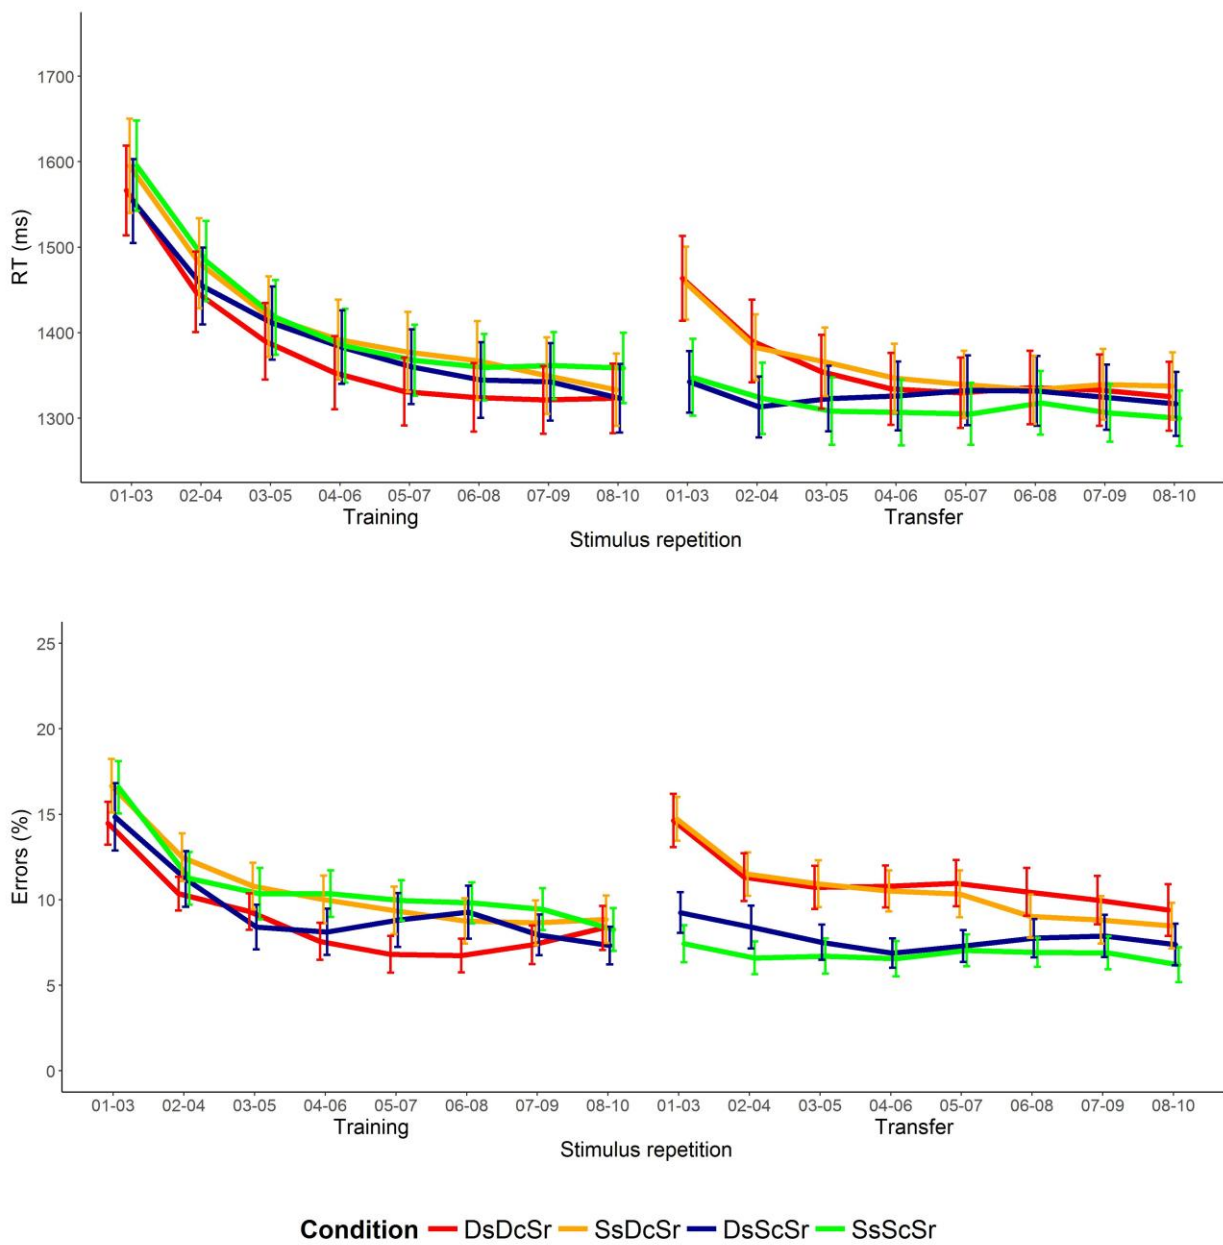 1700
1600
1500
1400
1300
RT (ms)
01-03 02-04 03-05 04-06 05-07 06-08 07-09 08-10 01-03 02-04 03-05 04-06 05-07 06-08 07-09 08-10
Training Transfer
Stimulus repetition
25
20
15
10
5
0
Errors (%)
01-03 02-04 03-05 04-06 05-07 06-08 07-09 08-10 01-03 02-04 03-05 04-06 05-07 06-08 07-09 08-10
Training Transfer
Stimulus repetition
Condition DsDcSr SsDcSr DsScSr SsScSr